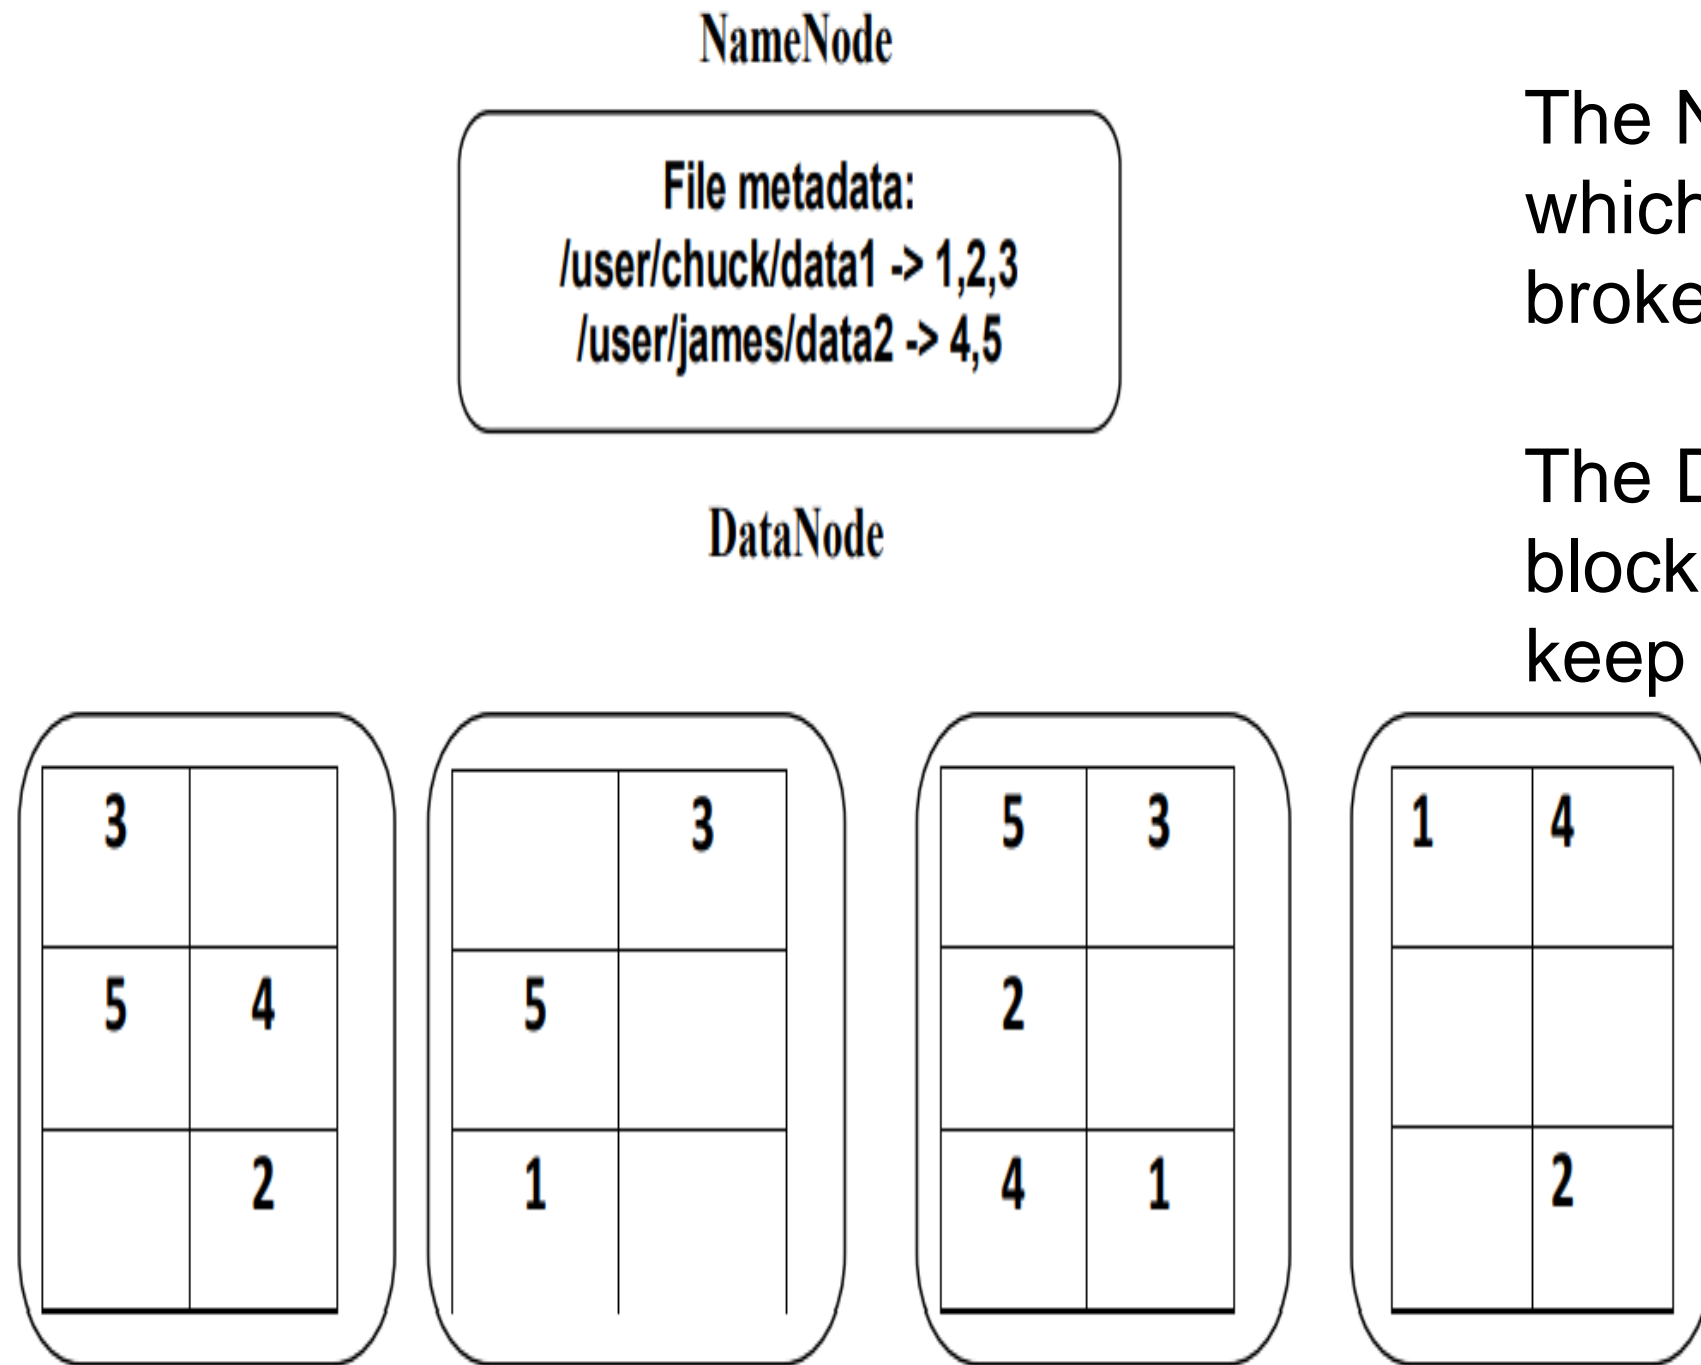 NameNode
File metadata:
/user/chuck/data1 -> 1,2,3
/user/james/data2 -> 4,5
The
which
broke
DataNode
The
block
keep
3
5 4
2
3
5
1
5 3
2
4 1
1 4
2